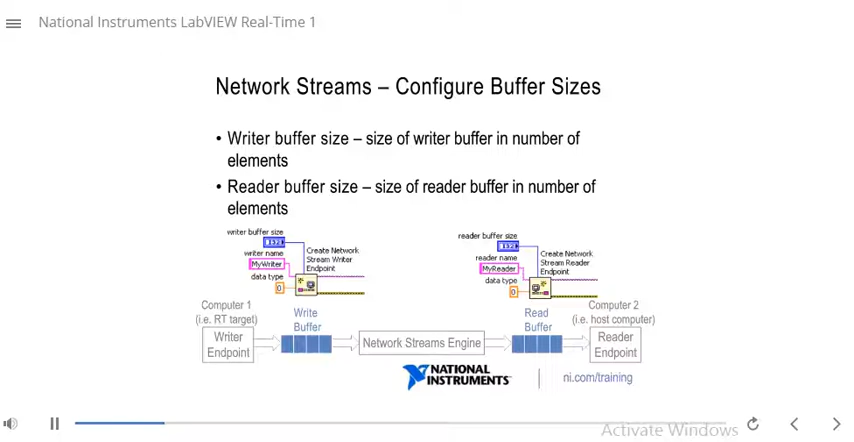 National Instruments LabVIEW Real-Time 1
Network Streams – Configure Buffer Sizes
• Writer buffer size – size of writer buffer in number of
elements
• Reader buffer size – size of reader buffer in number of
elements
writer buffer size
I32
writer name
MyWriter
data type
0
Create Network
Stream Writer
Endpoint
reader buffer size
I32
reader name
MyReader
data type
0
Create Network
Stream Reader
Endpoint
Computer 1
(i.e. RT target)
Writer
Endpoint
Write
Buffer
Network Streams Engine
Read
Buffer
Computer 2
(i.e. host computer)
Reader
Endpoint
NATIONAL
INSTRUMENTS
ni.com/training
Activate Windows